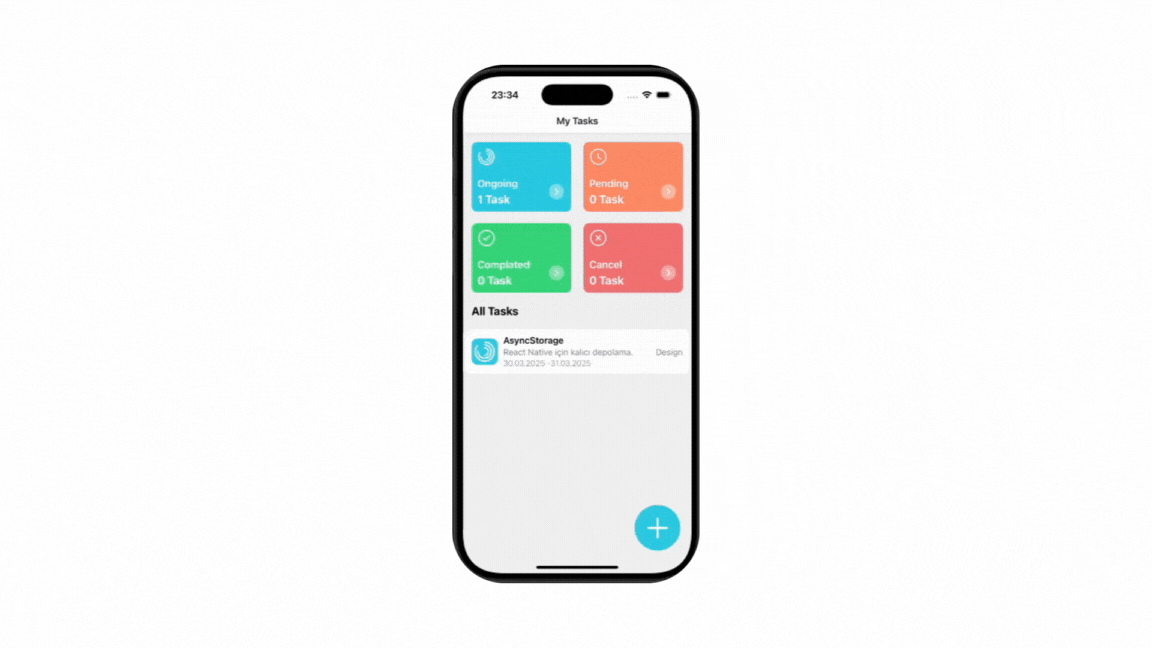 23:34
My Tasks
Ongoing
1 Task
Pending
0 Task
Complated
0 Task
Cancel
0 Task
All Tasks
AsyncStorage
React Native için kalıcı depolama.
30.03.2025 -31.03.2025
Design